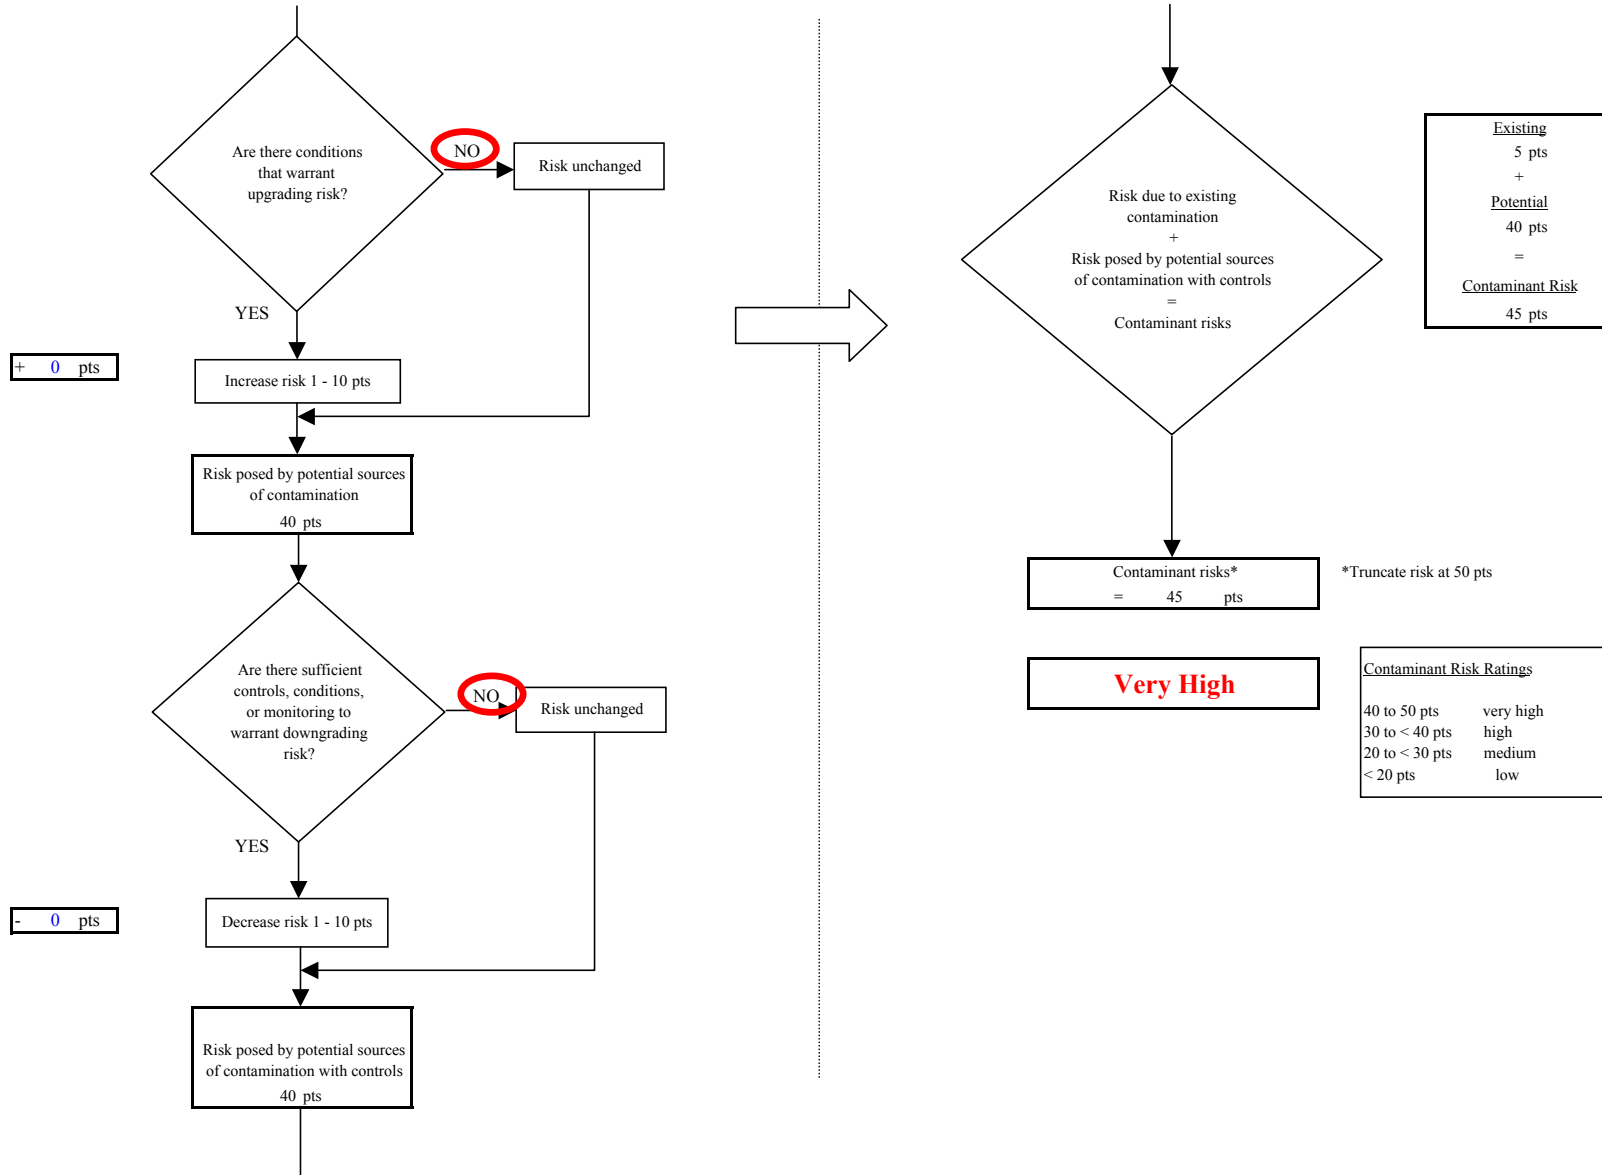 Are there conditions
that warrant
upgrading risk?
NO
Risk unchanged
YES
+ 0 pts
Increase risk 1 - 10 pts
Risk posed by potential sources
of contamination
40 pts
Are there sufficient
controls, conditions,
or monitoring to
warrant downgrading
risk?
NO
Risk unchanged
YES
- 0 pts
Decrease risk 1 - 10 pts
Risk posed by potential sources
of contamination with controls
40 pts
Risk due to existing
contamination
+
Risk posed by potential sources
of contamination with controls
=
Contaminant risks
Existing
5 pts
+
Potential
40 pts
=
Contaminant Risk
45 pts
Contaminant risks*
= 45 pts
*Truncate risk at 50 pts
Very High
Contaminant Risk Ratings
40 to 50 pts very high
30 to < 40 pts high
20 to < 30 pts medium
< 20 pts low